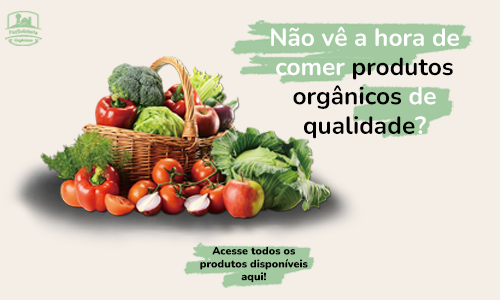 Não vê a hora de
comer produtos
orgânicos de
qualidade?
Acesse todos os
produtos disponíveis
aqui!